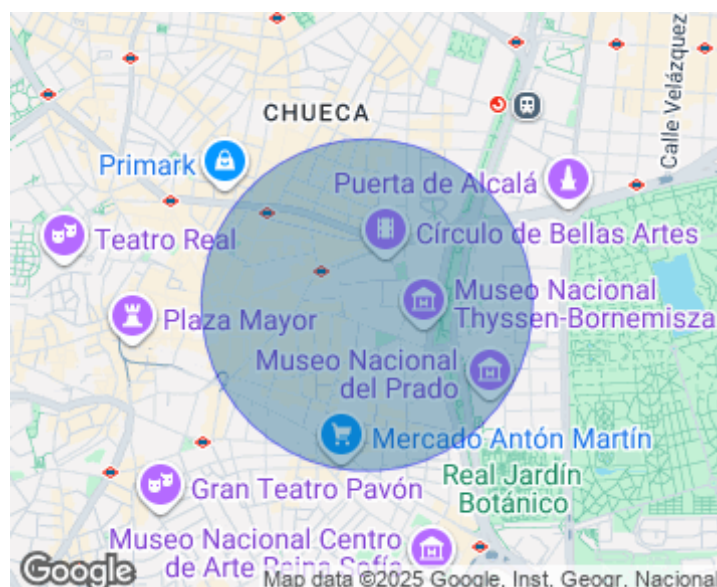 CHUECA
Calle Velázquez
Primark
Puerta de Alcalá
Teatro Real
Círculo de Bellas Artes
Museo Nacional
Thyssen-Bornemisza
Plaza Mayor
Museo Nacional
del Prado
Mercado Antón Martín
Real Jardín
Botánico
Gran Teatro Pavón
Museo Nacional Centro
de Arte Reina Sofía
Google
Map data ©2025 Google, Inst. Geogr. Nacional